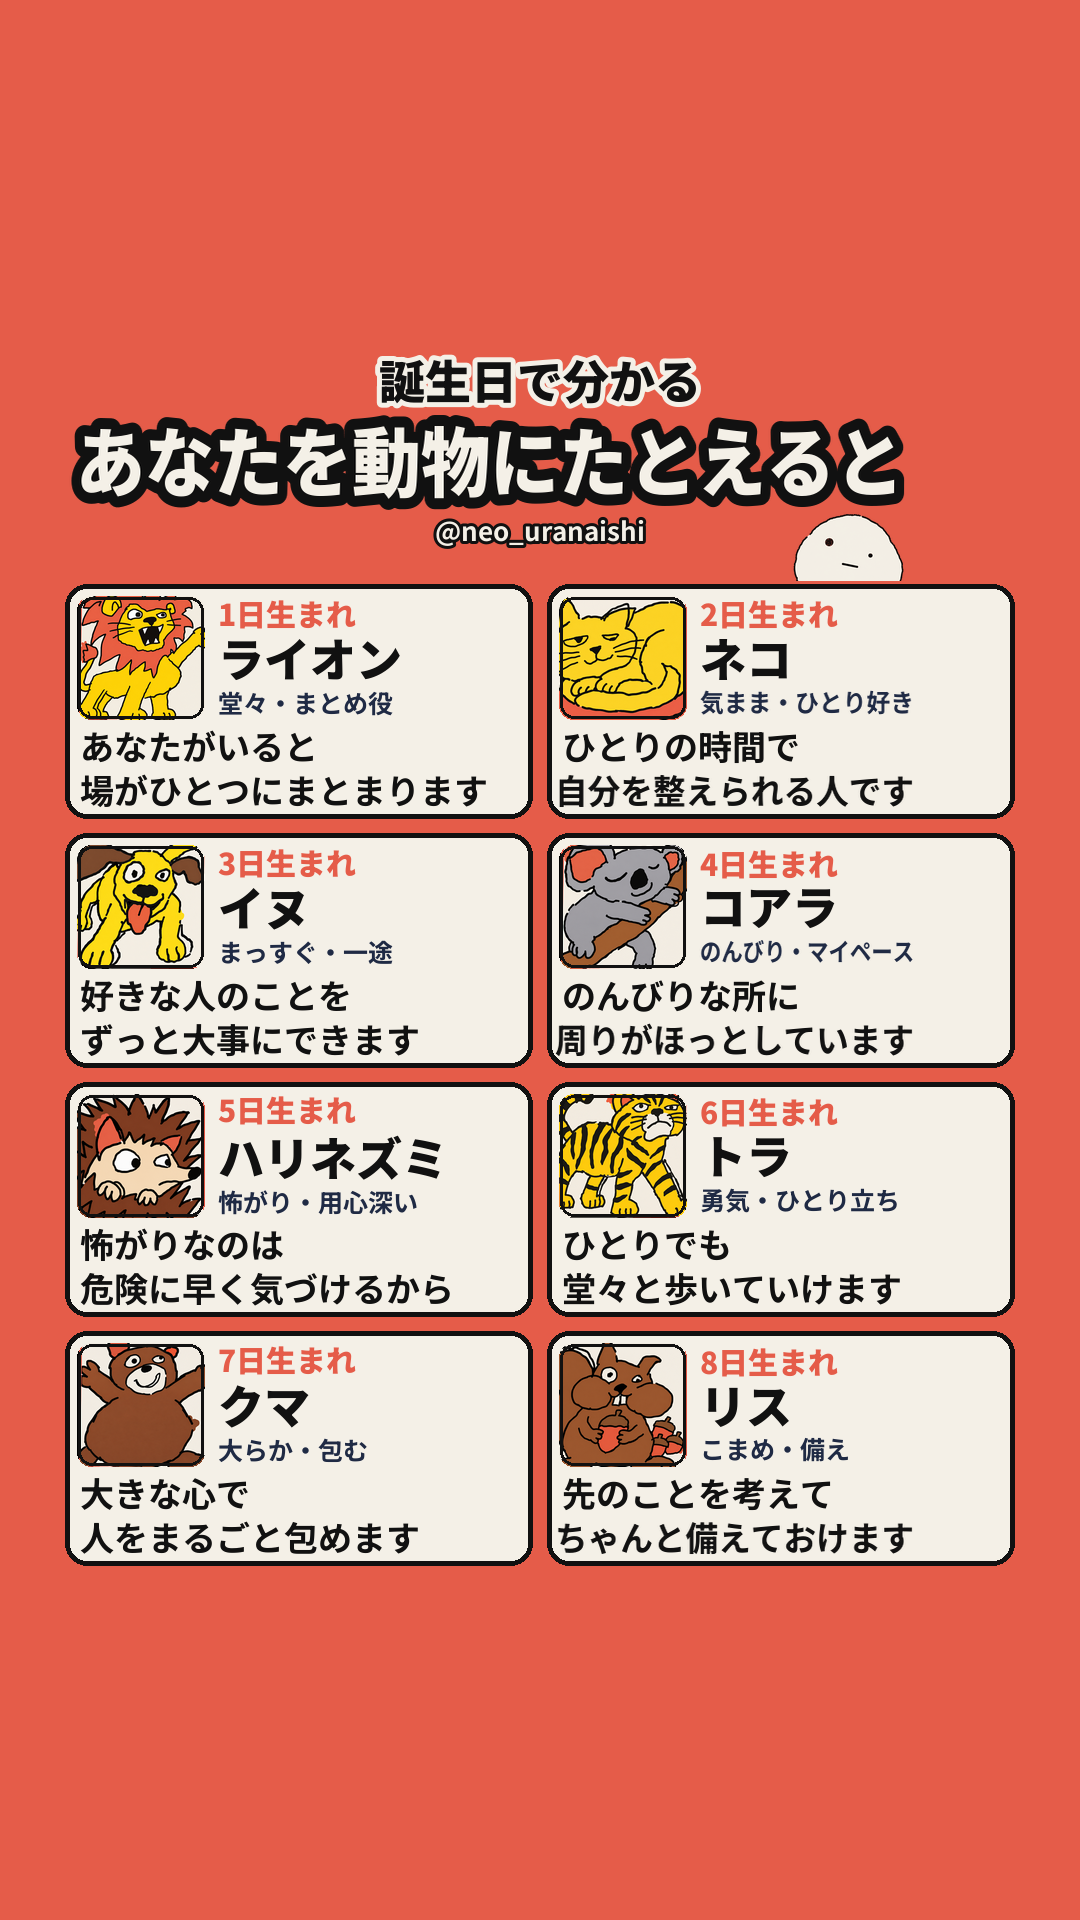 誕生日で分かる
あなたを動物にたとえると
@neo_uranaishi
1日生まれ
ライオン
堂々・まとめ役
あなたがいると
場がひとつにまとまります
2日生まれ
ネコ
気まま・ひとり好き
ひとりの時間で
自分を整えられる人です
3日生まれ
イヌ
まっすぐ・一途
好きな人のことを
ずっと大事にできます
4日生まれ
コアラ
のんびり・マイペース
のんびりな所に
周りがほっとしています
5日生まれ
ハリネズミ
怖がり・用心深い
怖がりなのは
危険に早く気づけるから
6日生まれ
トラ
勇気・ひとり立ち
ひとりでも
堂々と歩いていけます
7日生まれ
クマ
大らか・包む
大きな心で
人をまるごと包めます
8日生まれ
リス
こまめ・備え
先のことを考えて
ちゃんと備えておけます